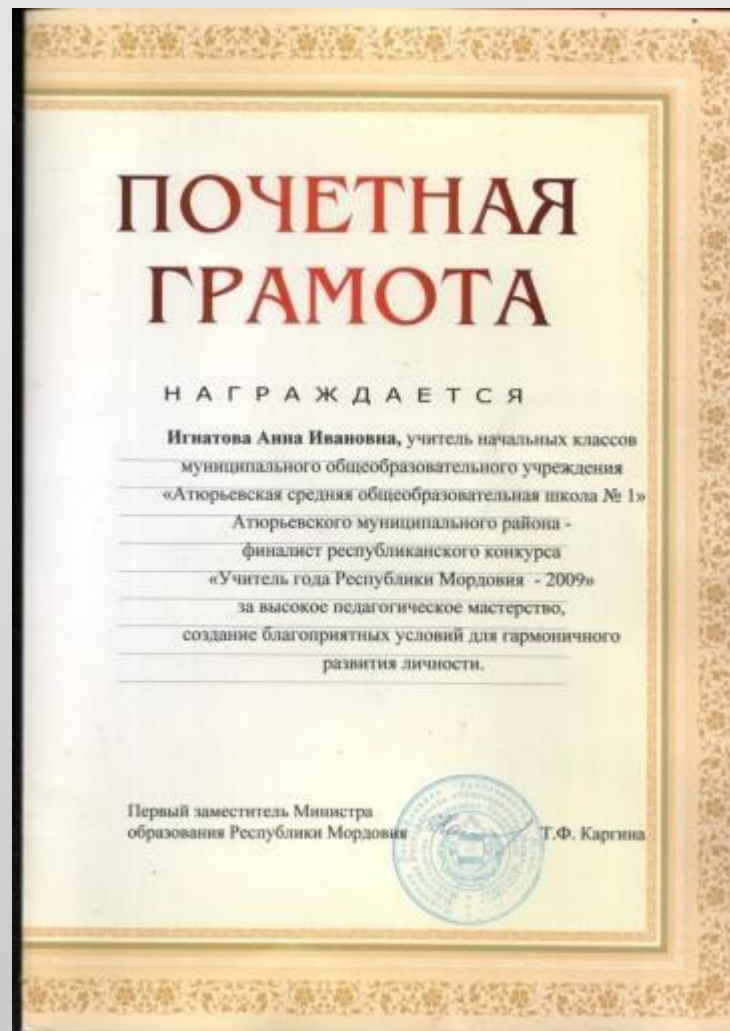 ПОЧЕТНАЯ
ГРАМОТА
НАГРАЖДАЕТСЯ
Игнатова Анна Ивановна, учитель начальных классов
муниципального общеобразовательного учреждения
«Атюрьевская средняя общеобразовательная школа № 1»
Атюрьевского муниципального района -
финалист республиканского конкурса
«Учитель года Республики Мордовия - 2009»
за высокое педагогическое мастерство,
создание благоприятных условий для гармоничного
развития личности.
Первый заместитель Министра
образования Республики Мордовия Т.Ф. Каргина